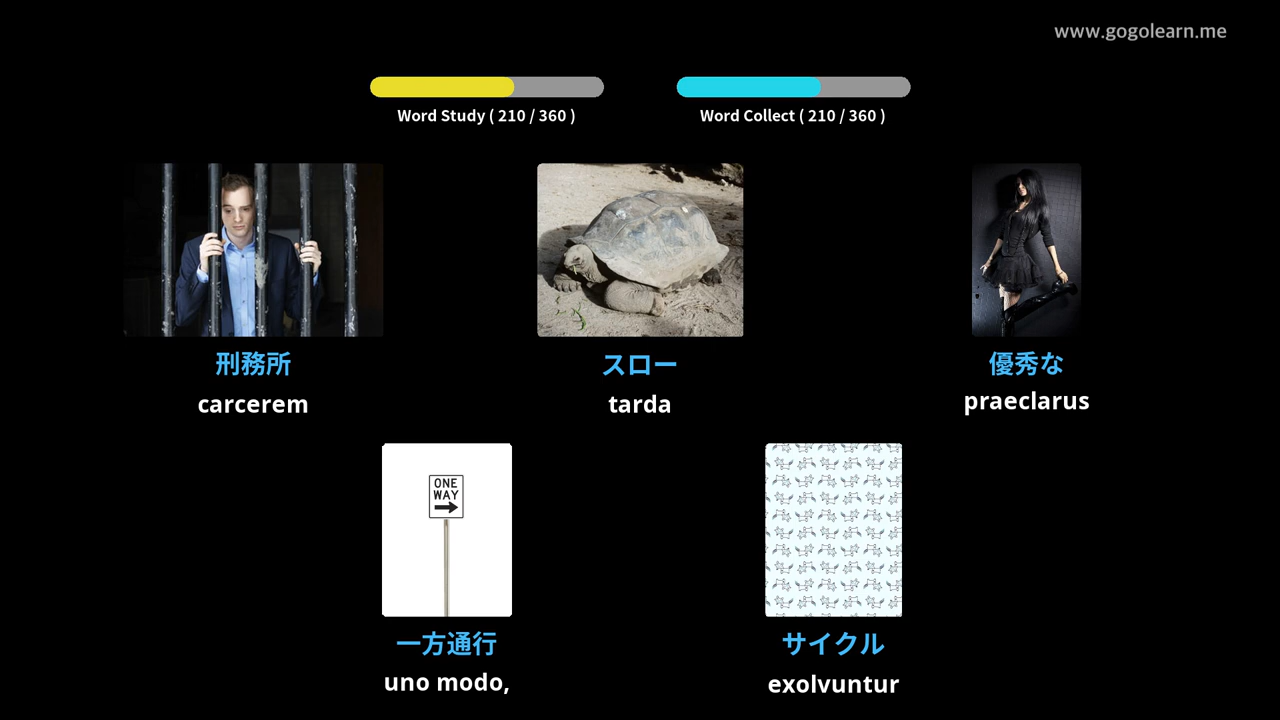 www.gogolearn.me
Word Study ( 210 / 360 )
Word Collect ( 210 / 360 )
刑務所
carcerem
スロー
tarda
優秀な
praeclarus
ONE
WAY
一方通行
uno modo,
サイクル
exolvuntur